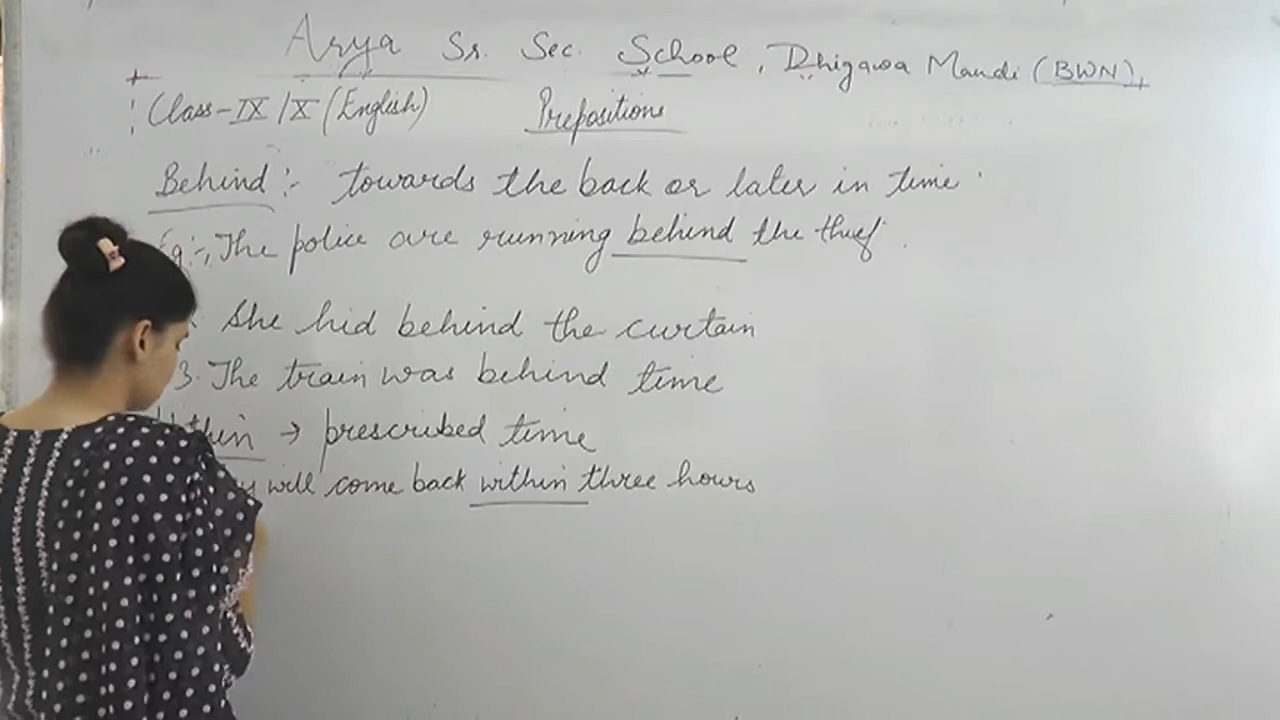 Arya Sr. Sec. School, Dhigawa Mandi (BWN)
Class-IX/X (English) Prepositions
Behind :- towards the back or later in time.
Eg:-, The police are running behind the thief.
She hid behind the curtain
3. The train was behind time
Within → prescribed time
will come back within three hours